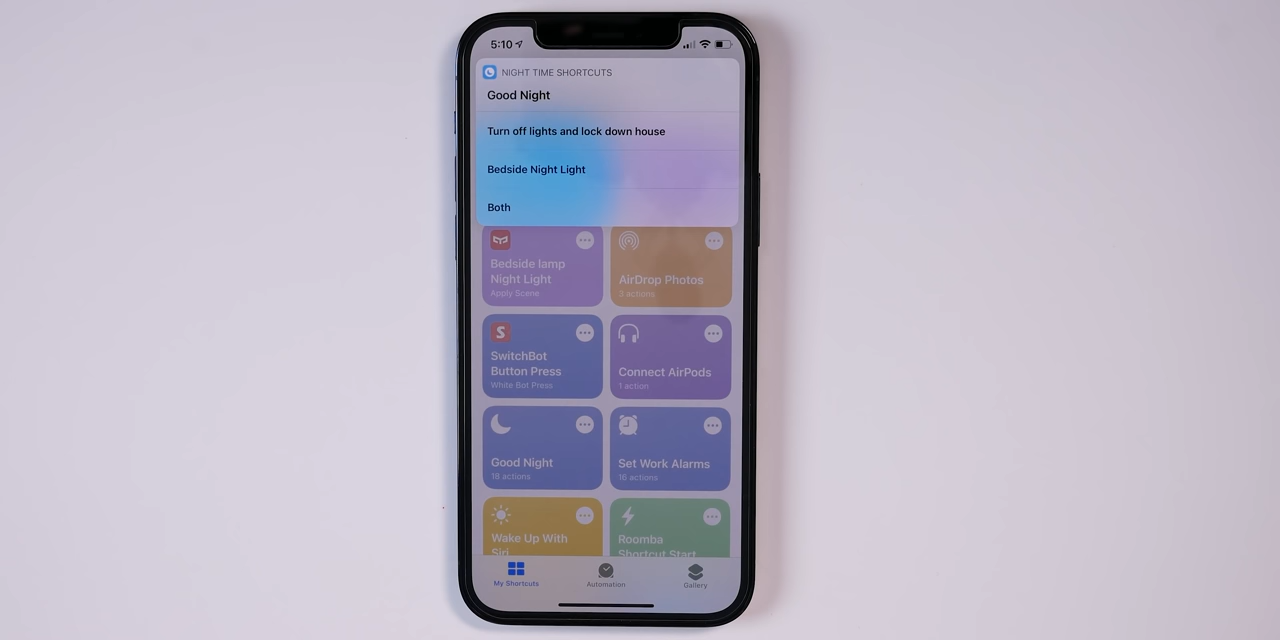 5:10
NIGHT TIME SHORTCUTS
Good Night
Turn off lights and lock down house
Bedside Night Light
Both
Bedside lamp
Night Light
Apply Scene
AirDrop Photos
3 actions
S
SwitchBot
Button Press
White Bot Press
Connect AirPods
1 action
Good Night
18 actions
Set Work Alarms
16 actions
Wake Up With
Siri
Roomba
Shortcut Start
My Shortcuts
Automation
Gallery